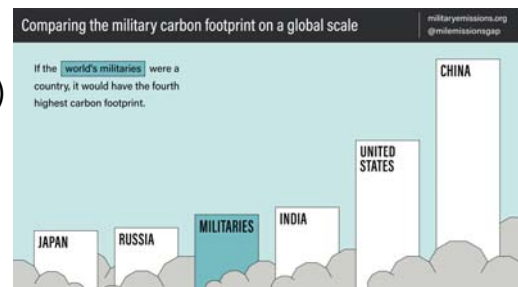 Comparing the military carbon footprint on a global scale
militaryemissions.org
@milemissionsgap
If the world's militaries were a
country, it would have the fourth
highest carbon footprint.
CHINA
UNITED
STATES
INDIA
MILITARIES
RUSSIA
JAPAN
)